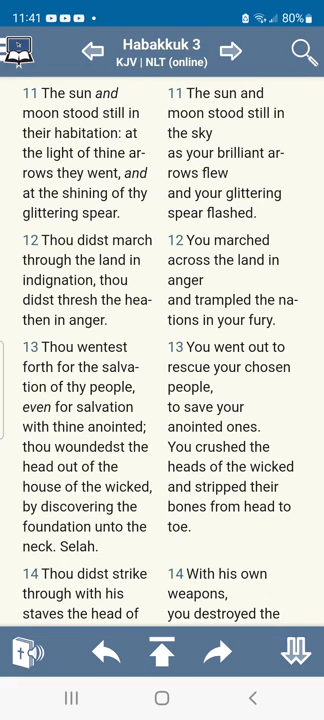 11:41
80%
Habakkuk 3
KJV | NLT (online)
11 The sun and
moon stood still in
their habitation: at
the light of thine ar-
rows they went, and
at the shining of thy
glittering spear.
12 Thou didst march
through the land in
indignation, thou
didst thresh the hea-
then in anger.
13 Thou wentest
forth for the salva-
tion of thy people,
even for salvation
with thine anointed;
thou woundedst the
head out of the
house of the wicked,
by discovering the
foundation unto the
neck. Selah.
14 Thou didst strike
through with his
staves the head of
11 The sun and
moon stood still in
the sky
as your brilliant ar-
rows flew
and your glittering
spear flashed.
12 You marched
across the land in
anger
and trampled the na-
tions in your fury.
13 You went out to
rescue your chosen
people,
to save your
anointed ones.
You crushed the
heads of the wicked
and stripped their
bones from head to
toe.
14 With his own
weapons,
you destroyed the